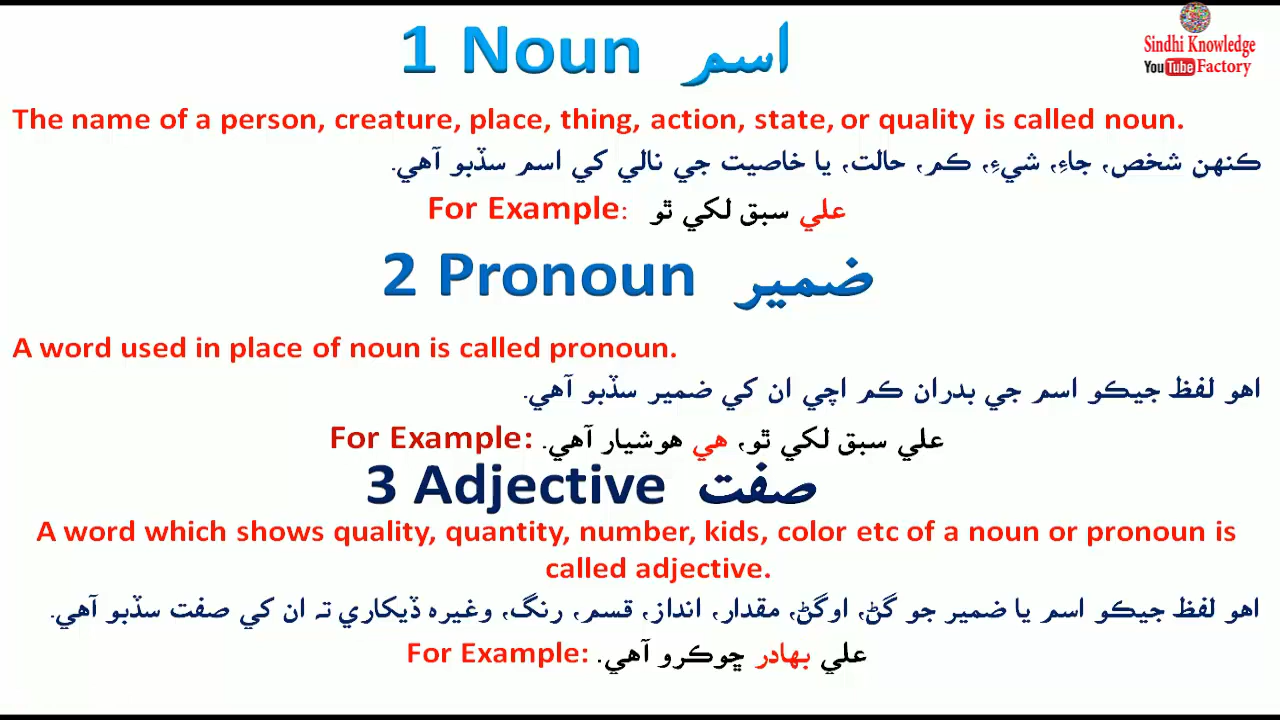 1 Noun اسم
Sindhi Knowledge
YouTube Factory
The name of a person, creature, place, thing, action, state, or quality is called noun.
ڪنهن شخص، جاءِ، شيءِ، ڪم، حالت، يا خاصيت جي نالي کي اسم سڏبو آهي.
For Example: علي سبق لکي ٿو
2 Pronoun ضمير
A word used in place of noun is called pronoun.
اهو لفظ جيڪو اسم جي بدران ڪم اچي ان کي ضمير سڏبو آهي.
For Example: علي سبق لکي ٿو، هي هوشيار آهي.
3 Adjective صفت
A word which shows quality, quantity, number, kids, color etc of a noun or pronoun is
called adjective.
اهو لفظ جيڪو اسم يا ضمير جو گڻ، اوگڻ، مقدار، انداز، قسم، رنگ، وغيره ڏيکاري ته ان کي صفت سڏبو آهي.
For Example: علي بهادر ڇوڪرو آهي.